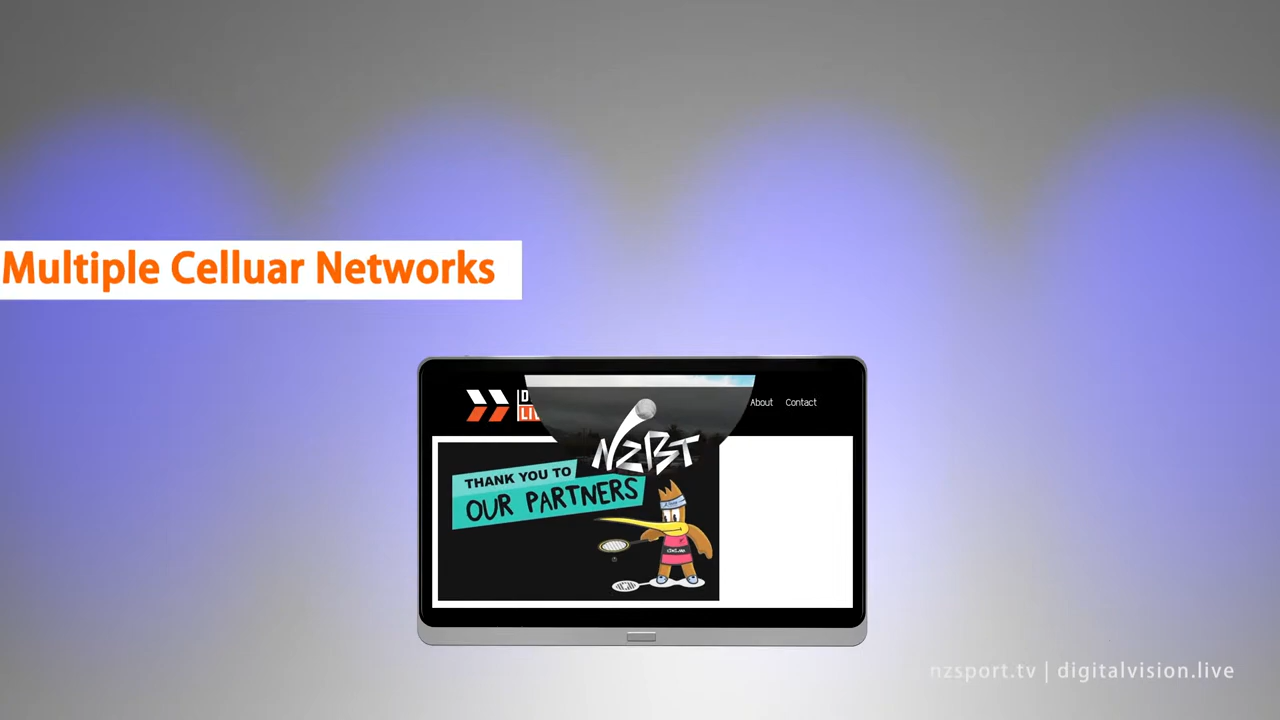 Multiple Celluar Networks
About Contact
NZBT
THANK YOU TO
OUR PARTNERS
nzsport.tv | digitalvision.live